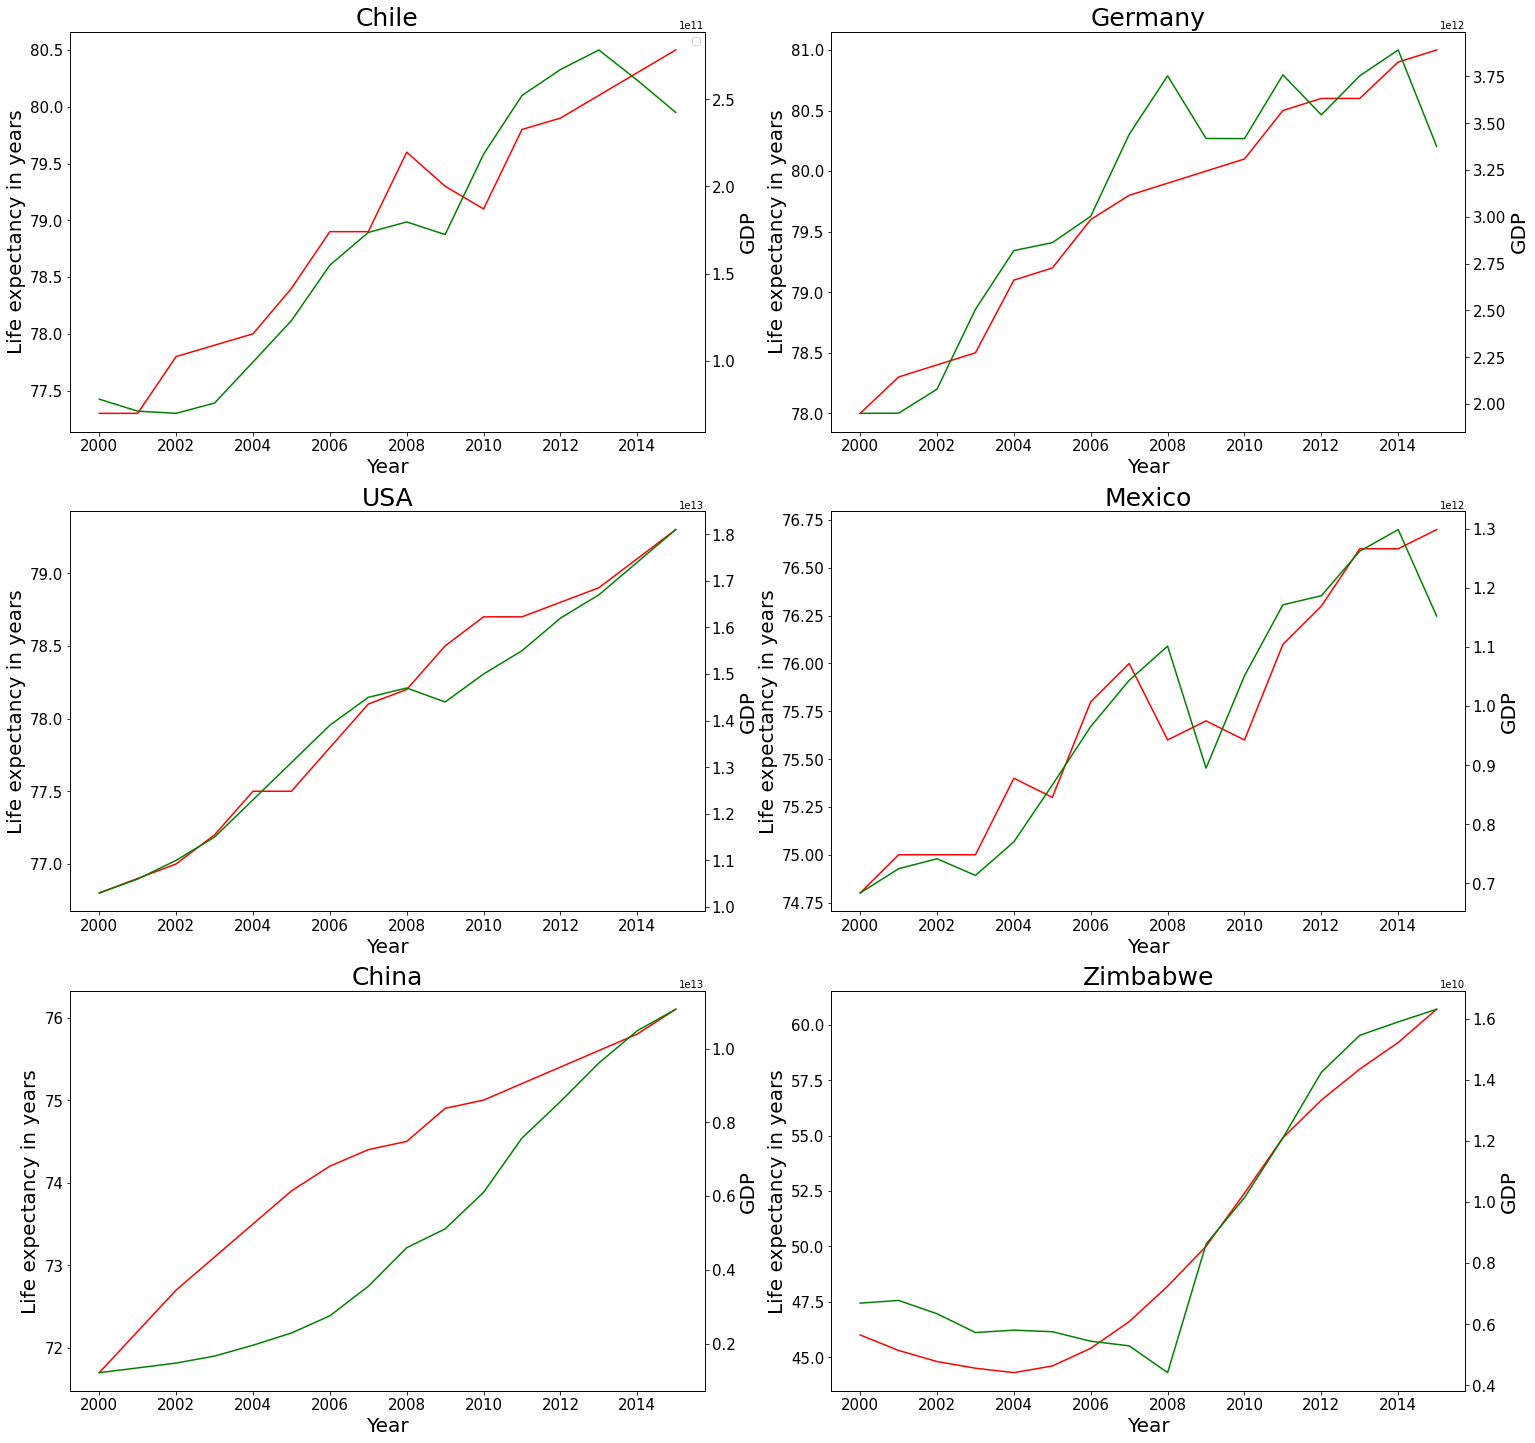 Chile
1e11
80.5
80.0
79.5
79.0
78.5
78.0
77.5
Life expectancy in years
2.5
2.0
1.5
1.0
GDP
2000 2002 2004 2006 2008 2010 2012 2014
Year
Germany
1e12
81.0
80.5
80.0
79.5
79.0
78.5
78.0
Life expectancy in years
3.75
3.50
3.25
3.00
2.75
2.50
2.25
2.00
GDP
2000 2002 2004 2006 2008 2010 2012 2014
Year
USA
1e13
79.0
78.5
78.0
77.5
77.0
Life expectancy in years
1.8
1.7
1.6
1.5
1.4
1.3
1.2
1.1
1.0
GDP
2000 2002 2004 2006 2008 2010 2012 2014
Year
Mexico
1e12
76.75
76.50
76.25
76.00
75.75
75.50
75.25
75.00
74.75
Life expectancy in years
1.3
1.2
1.1
1.0
0.9
0.8
0.7
GDP
2000 2002 2004 2006 2008 2010 2012 2014
Year
China
1e13
76
75
74
73
72
Life expectancy in years
1.0
0.8
0.6
0.4
0.2
GDP
2000 2002 2004 2006 2008 2010 2012 2014
Year
Zimbabwe
1e10
60.0
57.5
55.0
52.5
50.0
47.5
45.0
Life expectancy in years
1.6
1.4
1.2
1.0
0.8
0.6
0.4
GDP
2000 2002 2004 2006 2008 2010 2012 2014
Year